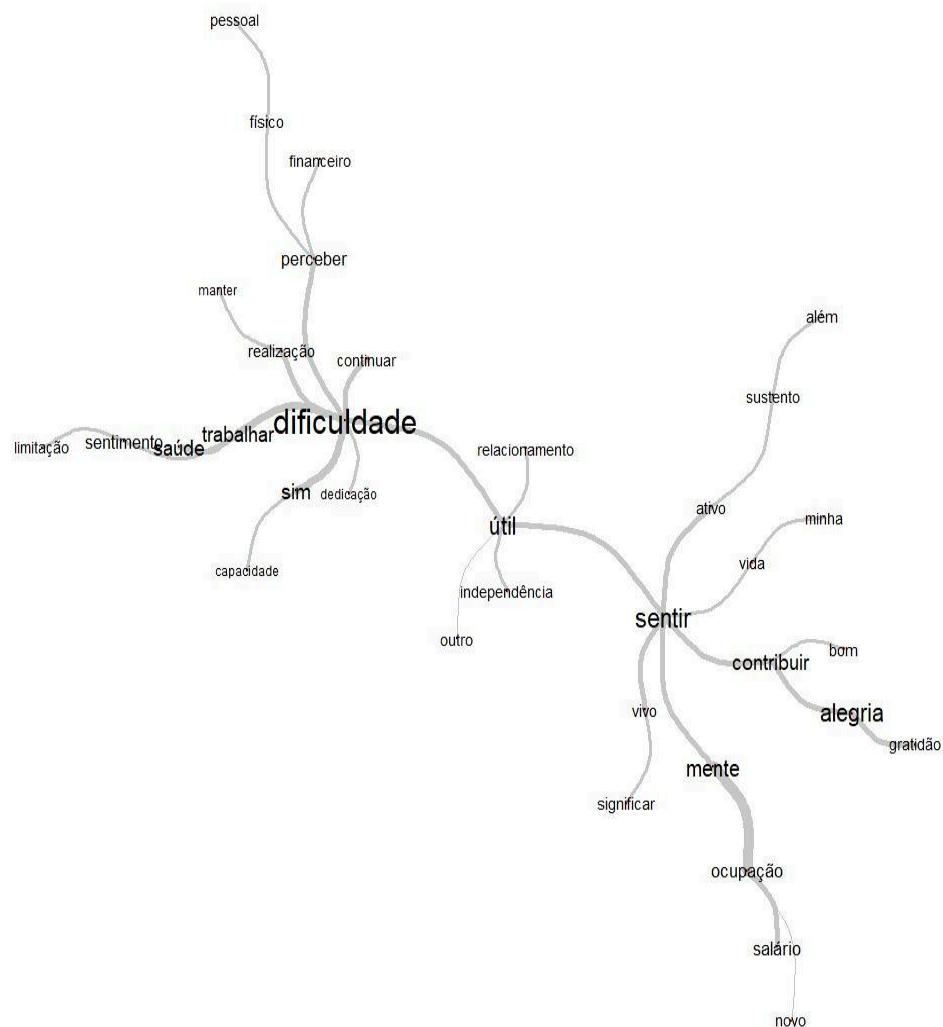 pessoal
físico
financeiro
perceber
manter
além
realização
continuar
sustento
dificuldade
trabalhar
limitação
sentimento
saúde
relacionamento
sim
dedicação
ativo
minha
útil
vida
capacidade
independência
sentir
outro
bom
contribuir
vivo
alegria
gratidão
mente
significar
ocupação
salário
novo